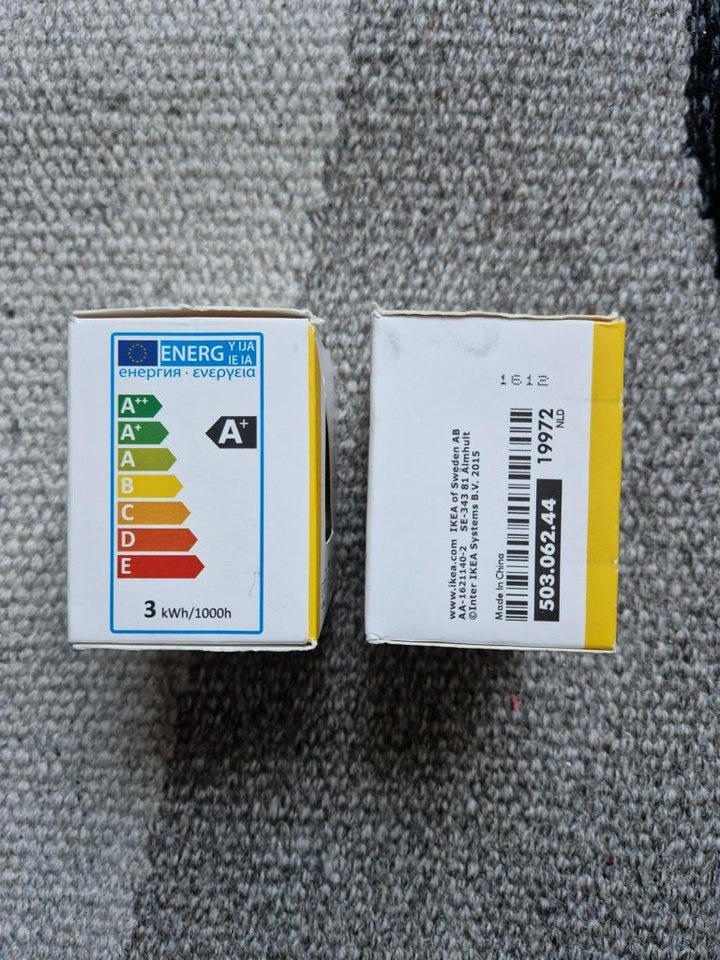 ENERG Y IJA
IE IA
енергия · ενεργεια
A++
A+
A
B
C
D
E
A+
3 kWh/1000h
www.ikea.com IKEA of Sweden AB
AA-1621140-2 SE-343 81 Älmhult
©Inter IKEA Systems B.V. 2015
Made In China
503.062.44
19972
NLD